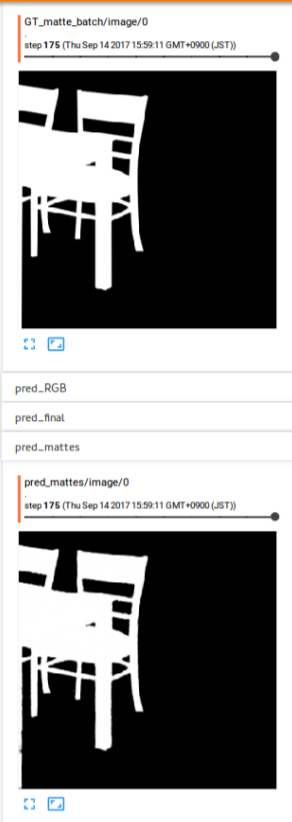 GT_matte_batch/image/0
step 175 (Thu Sep 14 2017 15:59:11 GMT+0900 (JST))
pred_RGB
pred_final
pred_mattes
pred_mattes/image/0
step 175 (Thu Sep 14 2017 15:59:11 GMT+0900 (JST))